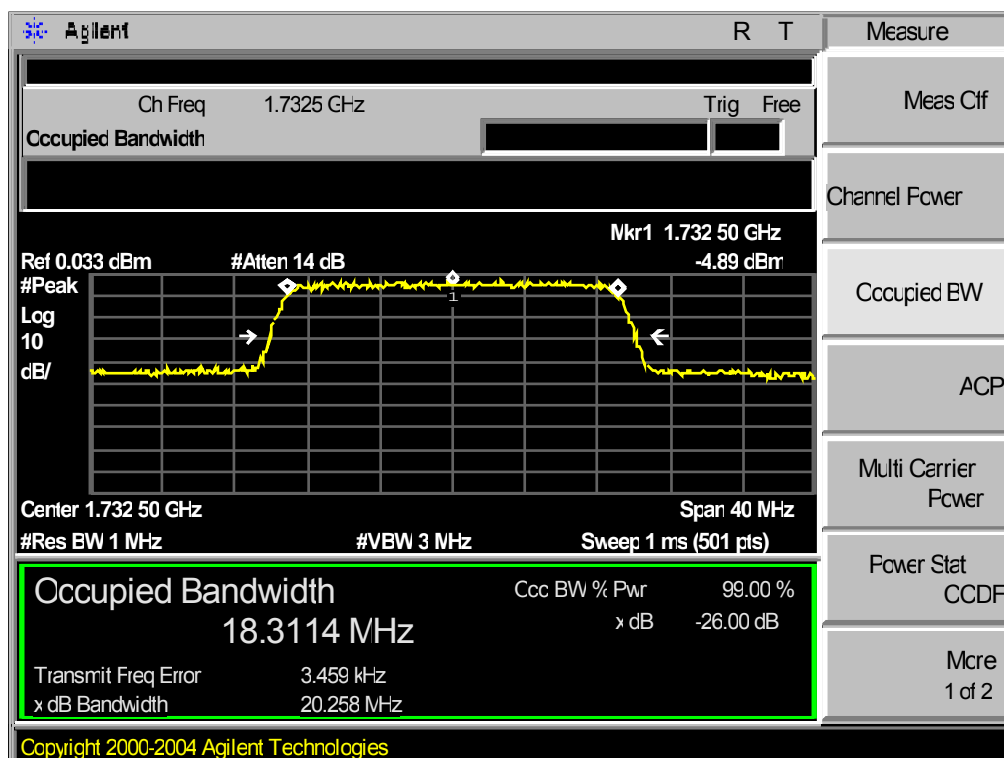 Agilent R T Measure
Ch Freq 1.7325 GHz Trig Free
Occupied Bandwidth
Meas Off
Channel Power
Mkr1 1.732 50 GHz
Ref 0.033 dBm #Atten 14 dB -4.89 dBm
#Peak
Log
10
dB/
1
Occupied BW
ACP
Multi Carrier
Power
Center 1.732 50 GHz Span 40 MHz
#Res BW 1 MHz #VBW 3 MHz Sweep 1 ms (501 pts)
Power Stat
CCDF
Occupied Bandwidth Occ BW % Pwr 99.00 %
18.3114 MHz x dB -26.00 dB
Transmit Freq Error 3.459 kHz
x dB Bandwidth 20.258 MHz
More
1 of 2
Copyright 2000-2004 Agilent Technologies